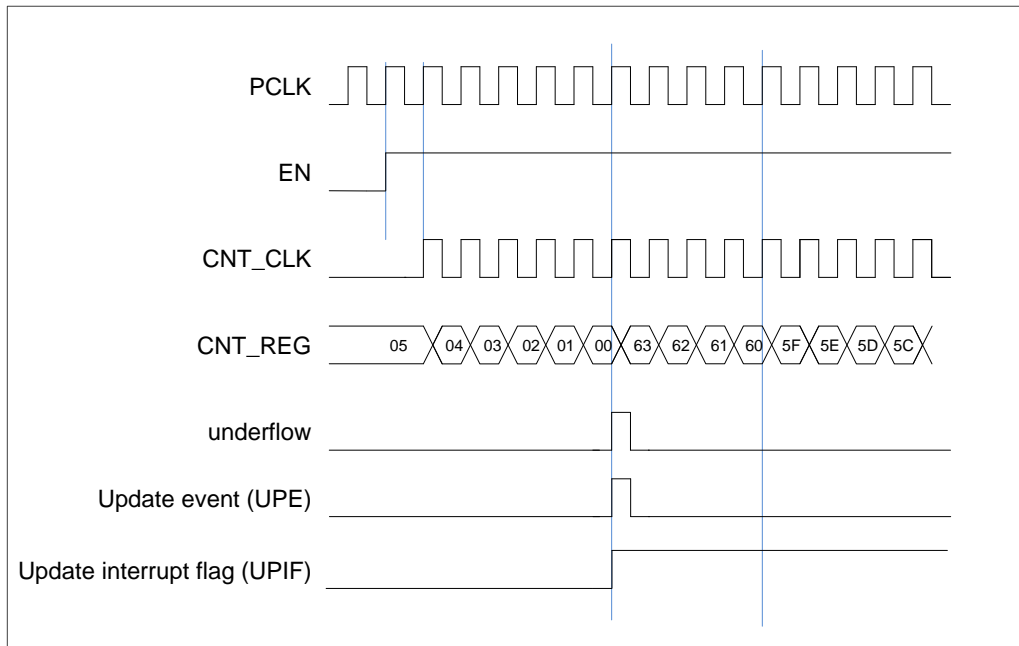 PCLK
EN
CNT_CLK
CNT_REG 05 04 03 02 01 00 63 62 61 60 5F 5E 5D 5C
underflow
Update event (UPE)
Update interrupt flag (UPIF)